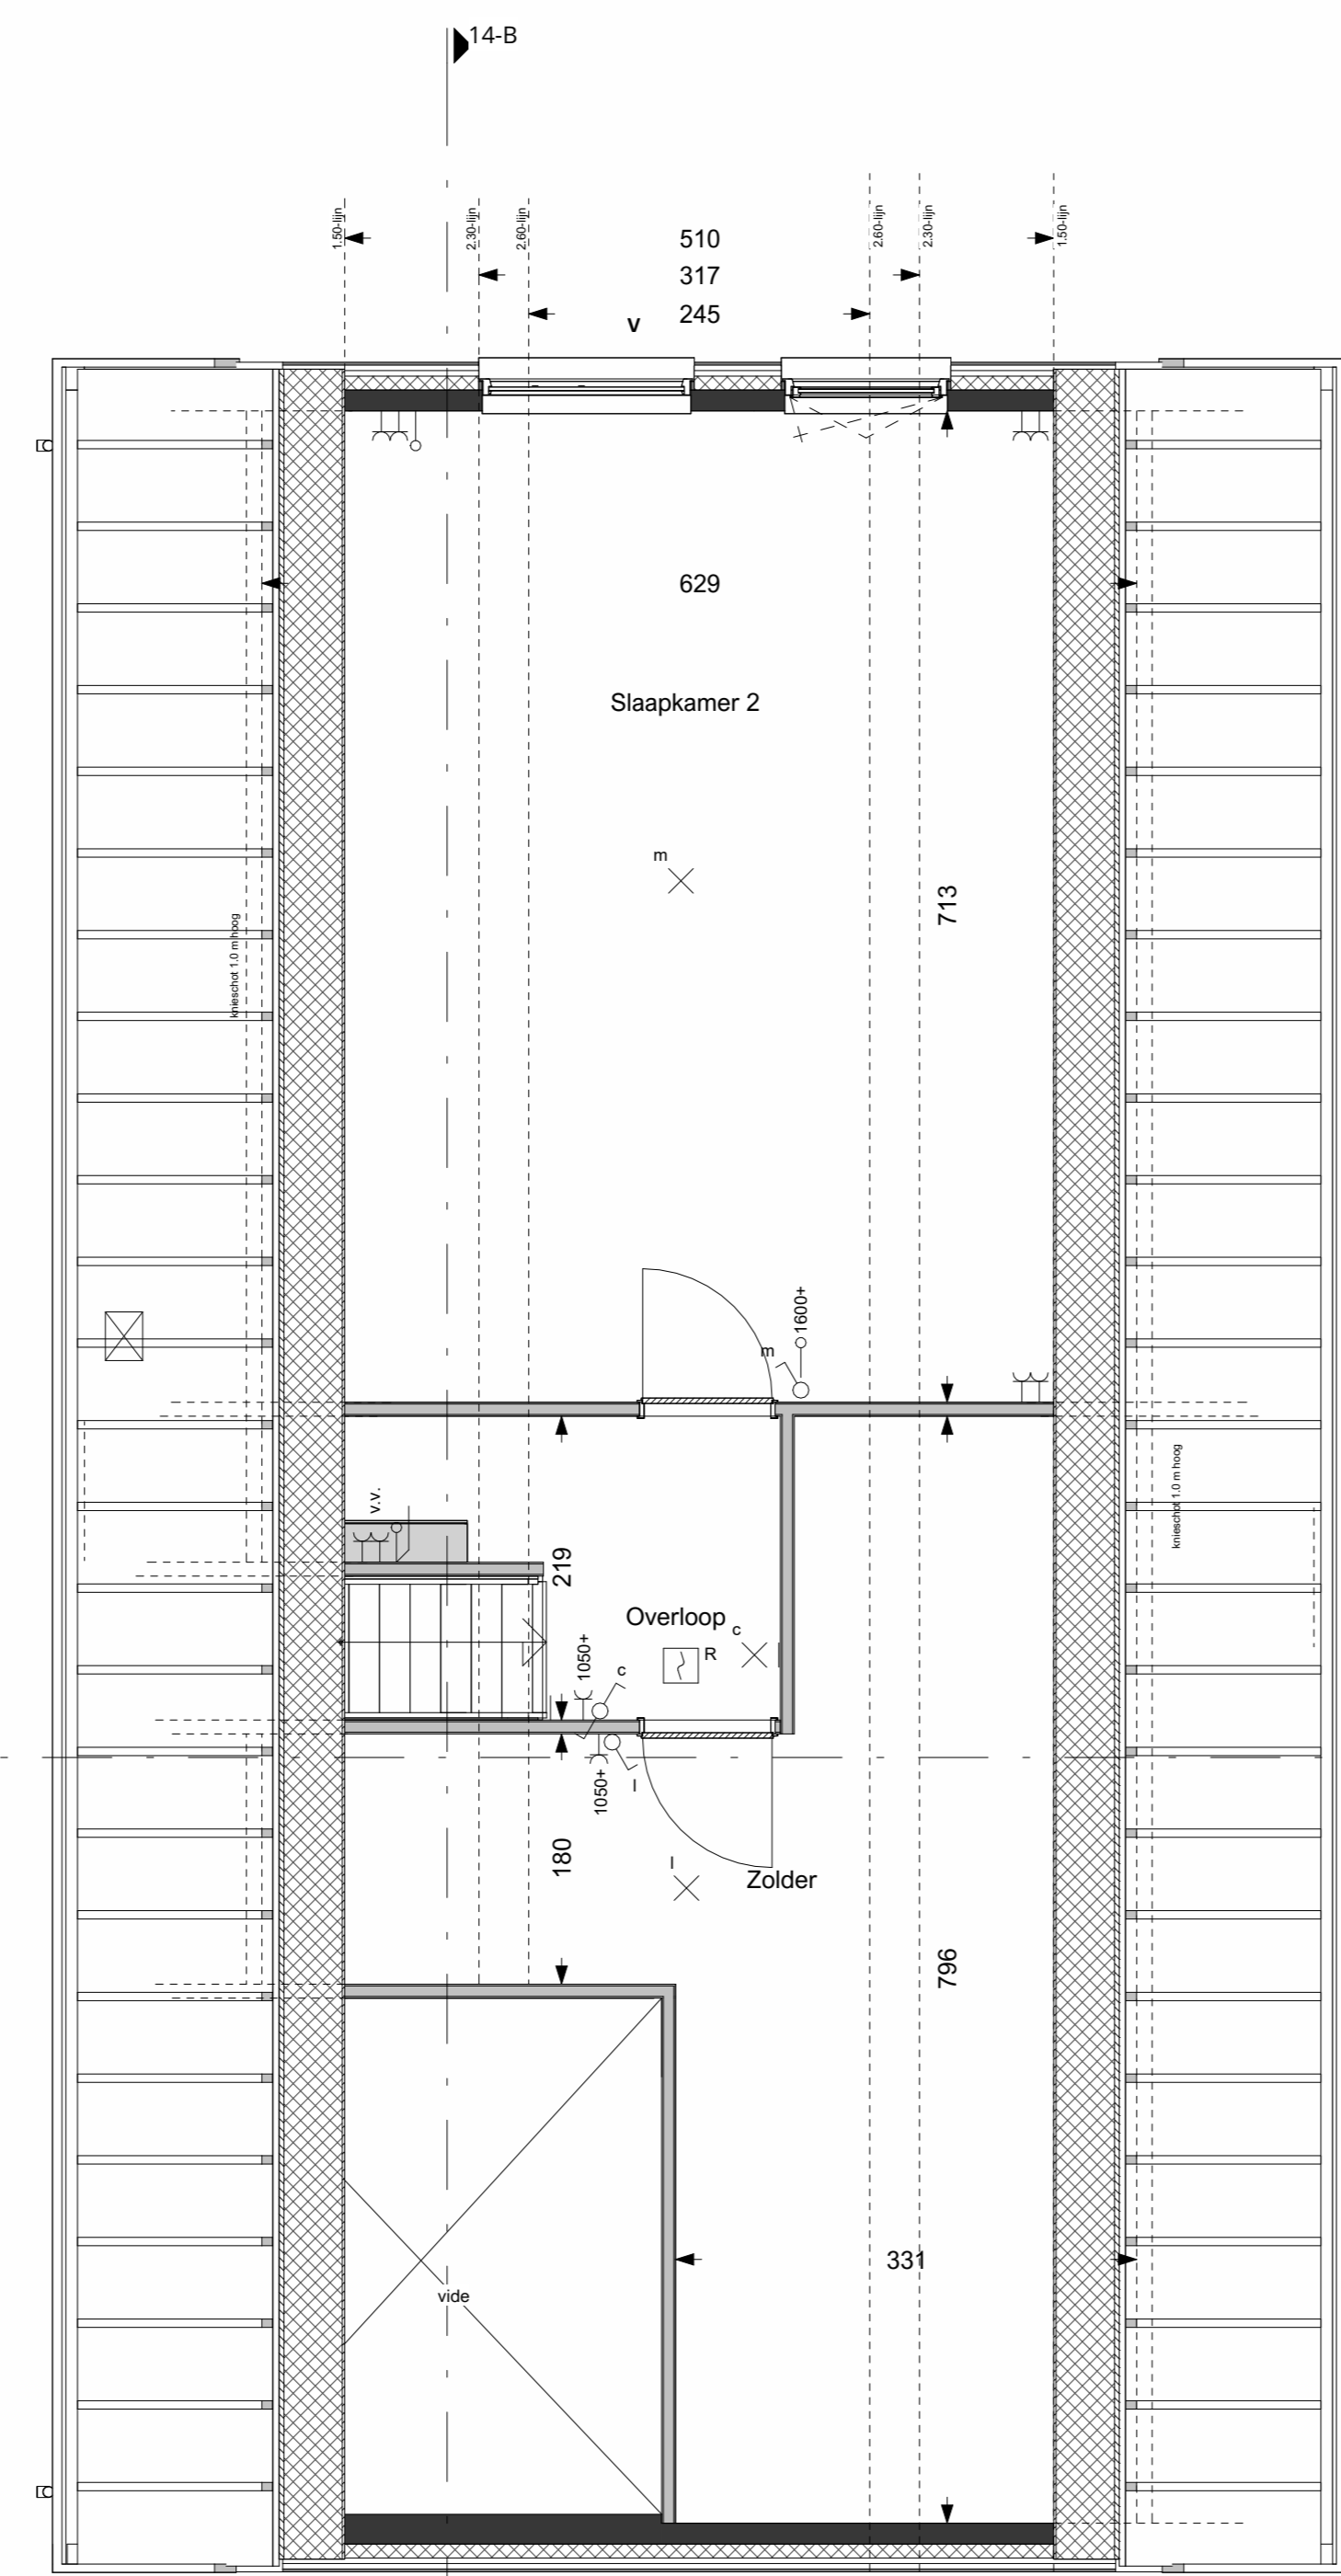 14-B
1.50-lijn
2.30-lijn
2.60-lijn
510
2.60-lijn
2.30-lijn
1.50-lijn
317
245
V
629
Slaapkamer 2
m
713
knieschot 1.0 m hoog
1600+
m
v.v.
knieschot 1.0 m hoog
219
Overloop
c
R
1050+
c
1050+
l
180
l
Zolder
796
331
vide